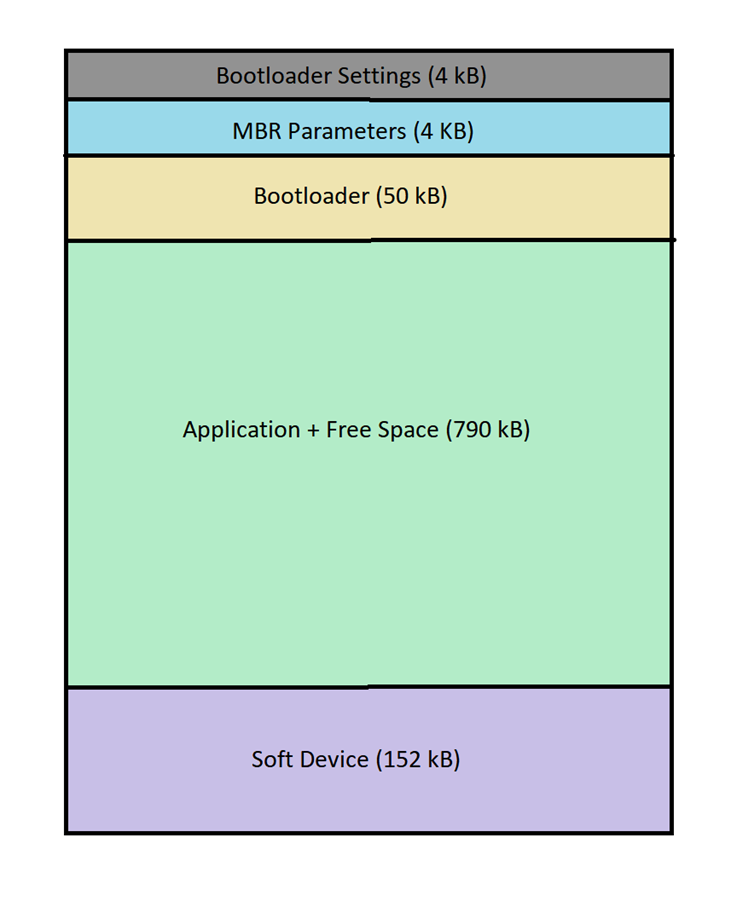 Bootloader Settings (4 kB)
MBR Parameters (4 KB)
Bootloader (50 kB)
Application + Free Space (790 kB)
Soft Device (152 kB)